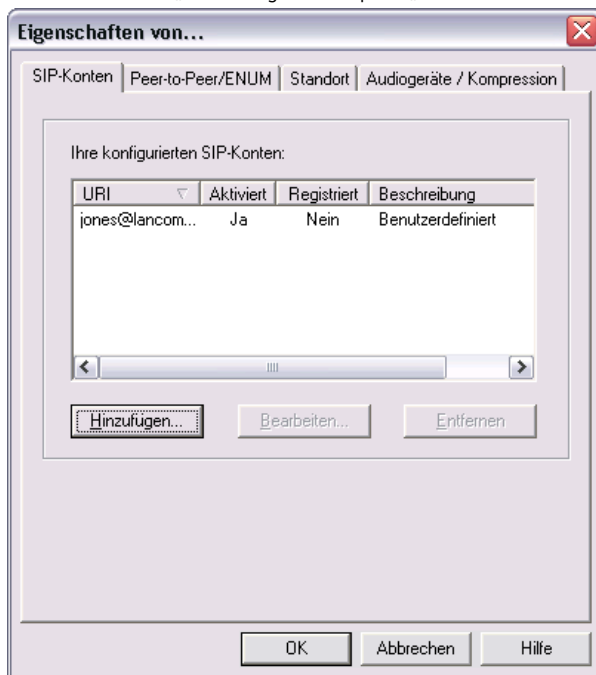 Eigenschaften von...
SIP-Konten Peer-to-Peer/ENUM Standort Audiogeräte / Kompression
Ihre konfigurierten SIP-Konten:
URI Aktiviert Registriert Beschreibung
jones@lancom... Ja Nein Benutzerdefiniert
Hinzufügen... Bearbeiten... Entfernen
OK Abbrechen Hilfe